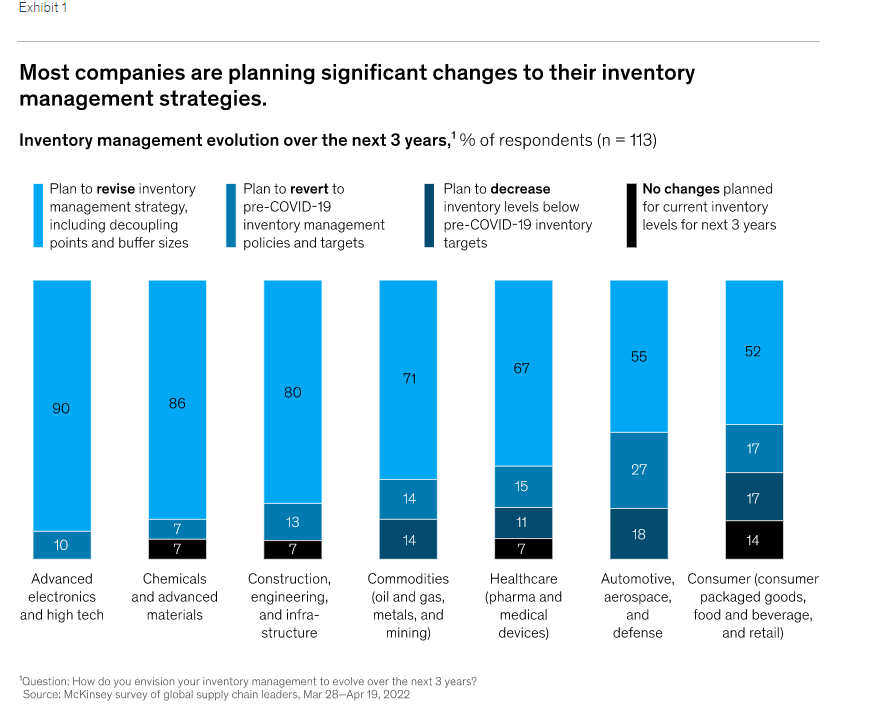 Exhibit 1
Most companies are planning significant changes to their inventory
management strategies.
Inventory management evolution over the next 3 years,¹ % of respondents (n = 113)
Plan to revise inventory
management strategy,
including decoupling
points and buffer sizes
Plan to revert to
pre-COVID-19
inventory management
policies and targets
Plan to decrease
inventory levels below
pre-COVID-19 inventory
targets
No changes planned
for current inventory
levels for next 3 years
90
10
Advanced
electronics
and high tech
86
7
7
Chemicals
and advanced
materials
80
13
7
Construction,
engineering,
and infra-
structure
71
14
14
Commodities
(oil and gas,
metals, and
mining)
67
15
11
7
Healthcare
(pharma and
medical
devices)
55
27
18
Automotive,
aerospace,
and
defense
52
17
17
14
Consumer (consumer
packaged goods,
food and beverage,
and retail)
¹Question: How do you envision your inventory management to evolve over the next 3 years?
Source: McKinsey survey of global supply chain leaders, Mar 28–Apr 19, 2022